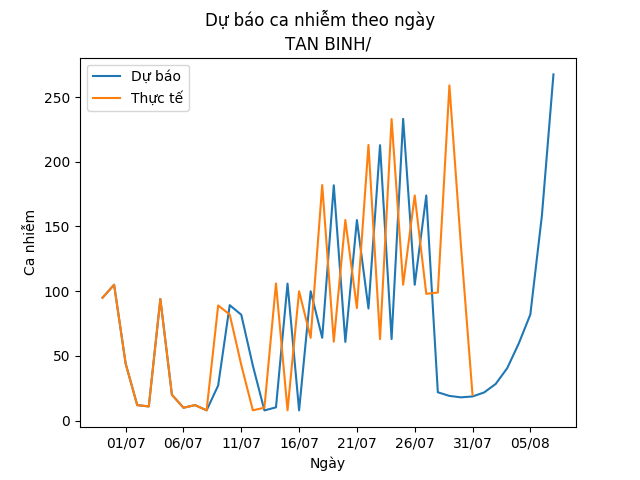 Dự báo ca nhiễm theo ngày
TAN BINH/
Dự báo
Thực tế
Ca nhiễm
250
200
150
100
50
0
01/07 06/07 11/07 16/07 21/07 26/07 31/07 05/08
Ngày